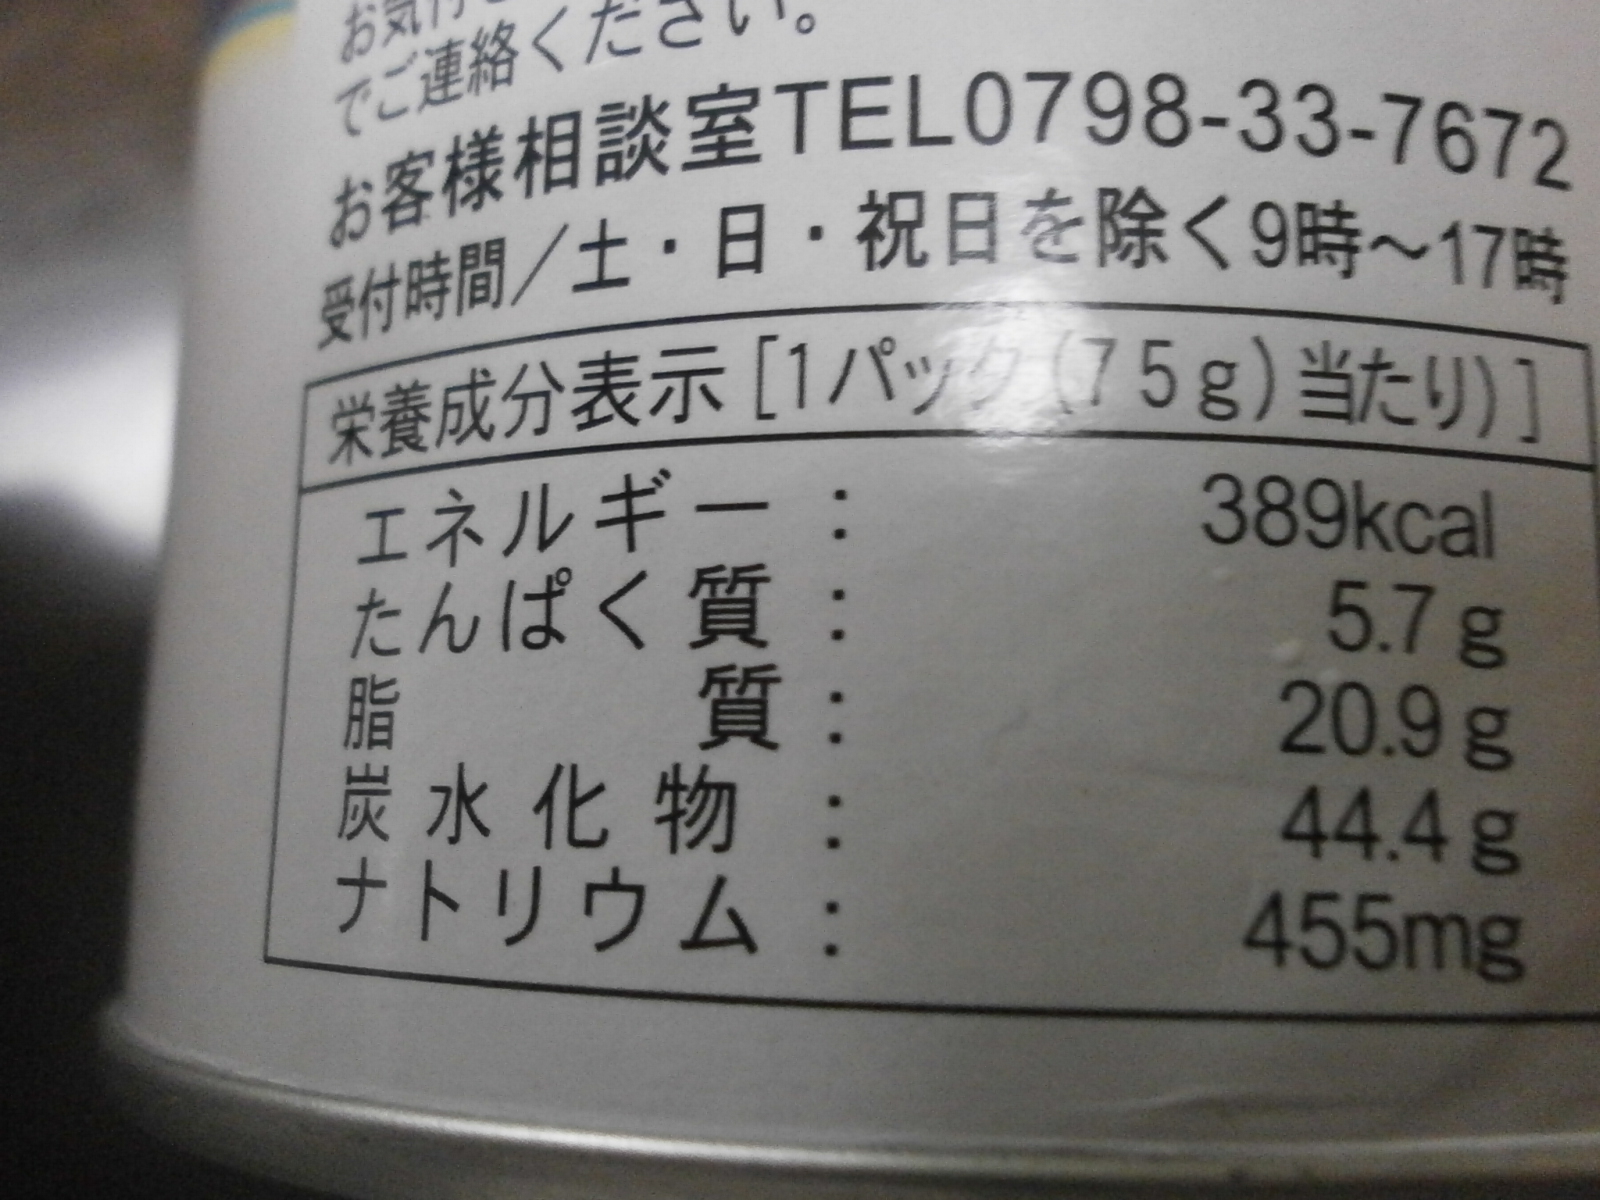 お気付
でご連絡ください。
お客様相談室TEL0798-33-7672
受付時間／土・日・祝日を除く9時～17時
栄養成分表示[1パック(75g)当たり)]
エネルギー： 389kcal
たんぱく質： 5.7g
脂質： 20.9g
炭水化物： 44.4g
ナトリウム： 455mg